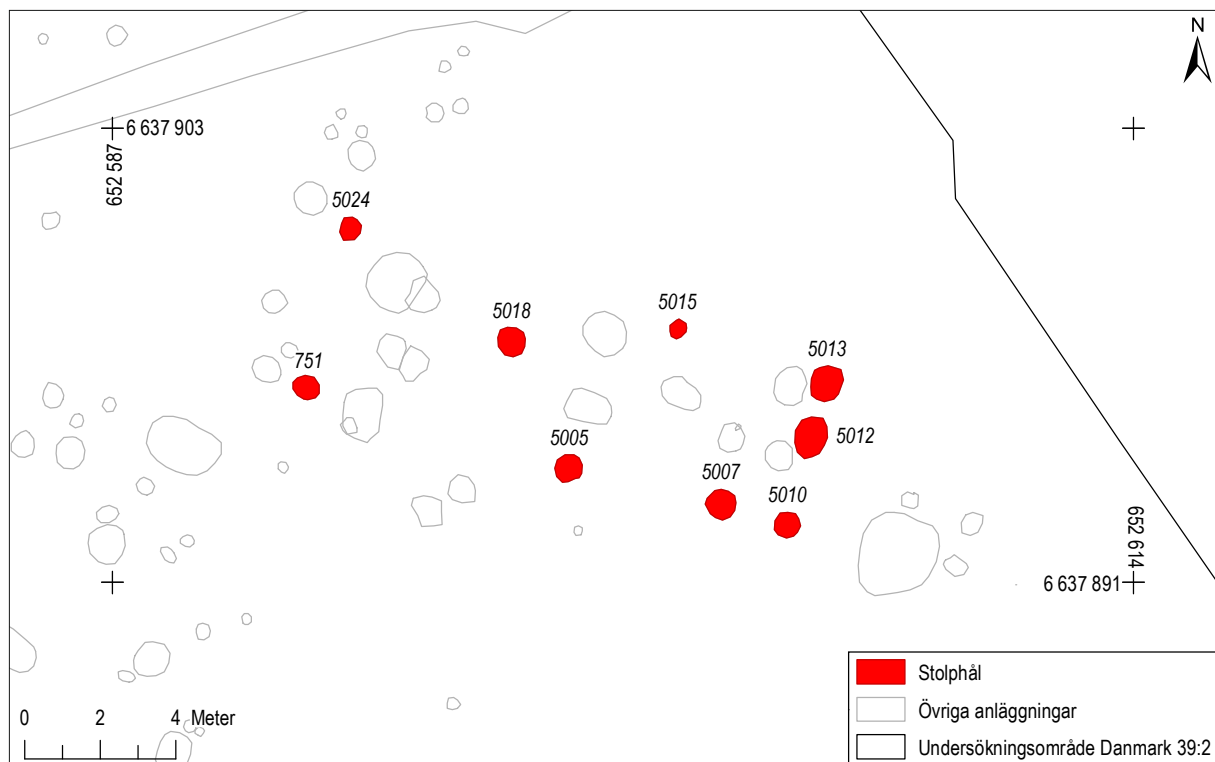 N
6 637 903
652 587
5024
5018
5015
5013
751
5012
5005
5007
5010
652 614
6 637 891
Stolphål
Övriga anläggningar
Undersökningsområde Danmark 39:2
0 2 4 Meter